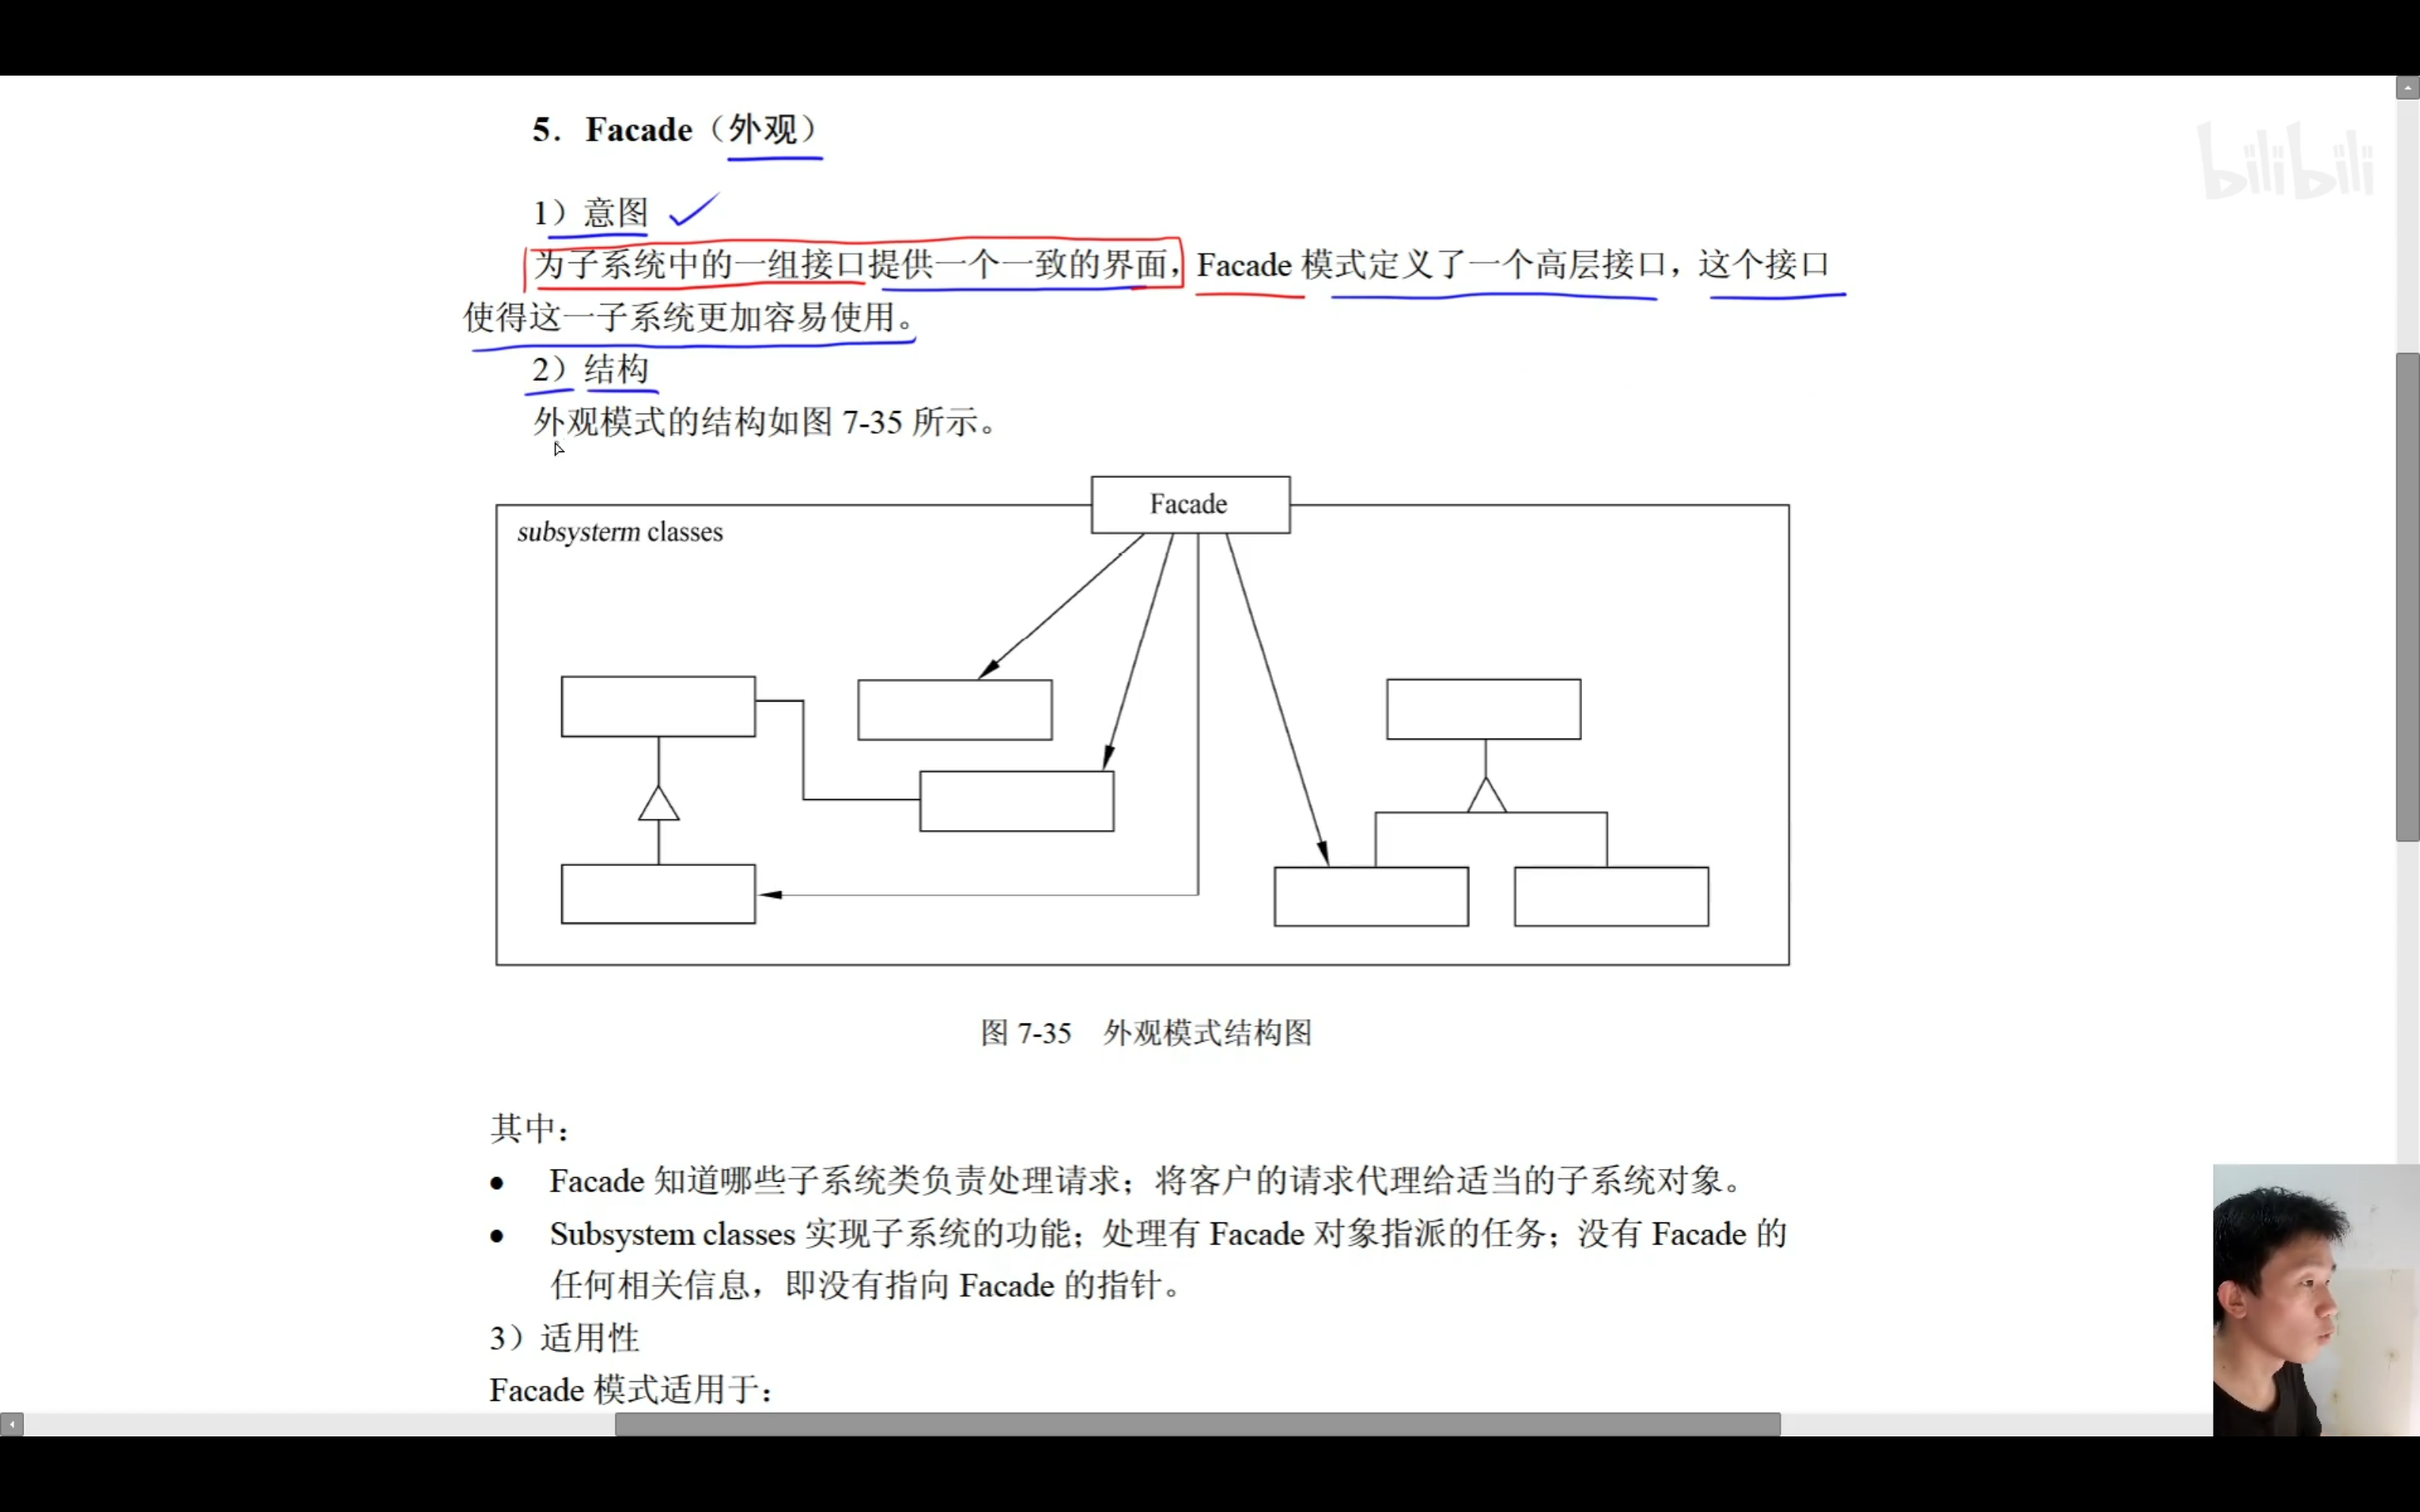 5. Facade（外观）
bilibili
1）意图
为子系统中的一组接口提供一个一致的界面，Facade 模式定义了一个高层接口，这个接口
使得这一子系统更加容易使用。
2）结构
外观模式的结构如图 7-35 所示。
Facade
subsysterm classes
图 7-35 外观模式结构图
其中：
● Facade 知道哪些子系统类负责处理请求；将客户的请求代理给适当的子系统对象。
● Subsystem classes 实现子系统的功能；处理有 Facade 对象指派的任务；没有 Facade 的
任何相关信息，即没有指向 Facade 的指针。
3）适用性
Facade 模式适用于：